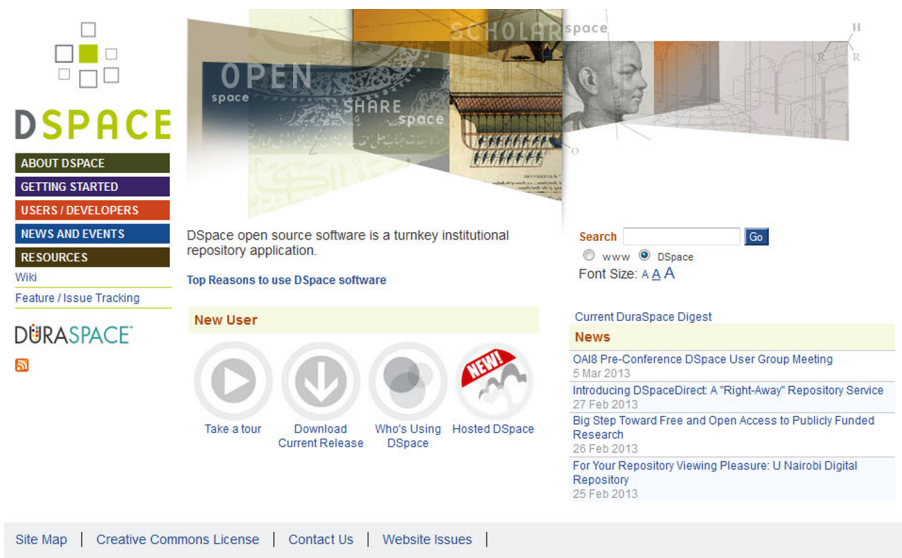 OPEN
space
SHARE
space
SCHOLAR
space
H
R
R
O
DSPACE
ABOUT DSPACE
GETTING STARTED
USERS / DEVELOPERS
NEWS AND EVENTS
RESOURCES
Wiki
Feature / Issue Tracking
DURASPACE
DSpace open source software is a turnkey institutional
repository application.
Top Reasons to use DSpace software
New User
NEW!
Take a tour
Download
Current Release
Who's Using
DSpace
Hosted DSpace
Search Go
www DSpace
Font Size: A A A
Current DuraSpace Digest
News
OAI8 Pre-Conference DSpace User Group Meeting
5 Mar 2013
Introducing DSpaceDirect: A "Right-Away" Repository Service
27 Feb 2013
Big Step Toward Free and Open Access to Publicly Funded
Research
26 Feb 2013
For Your Repository Viewing Pleasure: U Nairobi Digital
Repository
25 Feb 2013
Site Map | Creative Commons License | Contact Us | Website Issues |